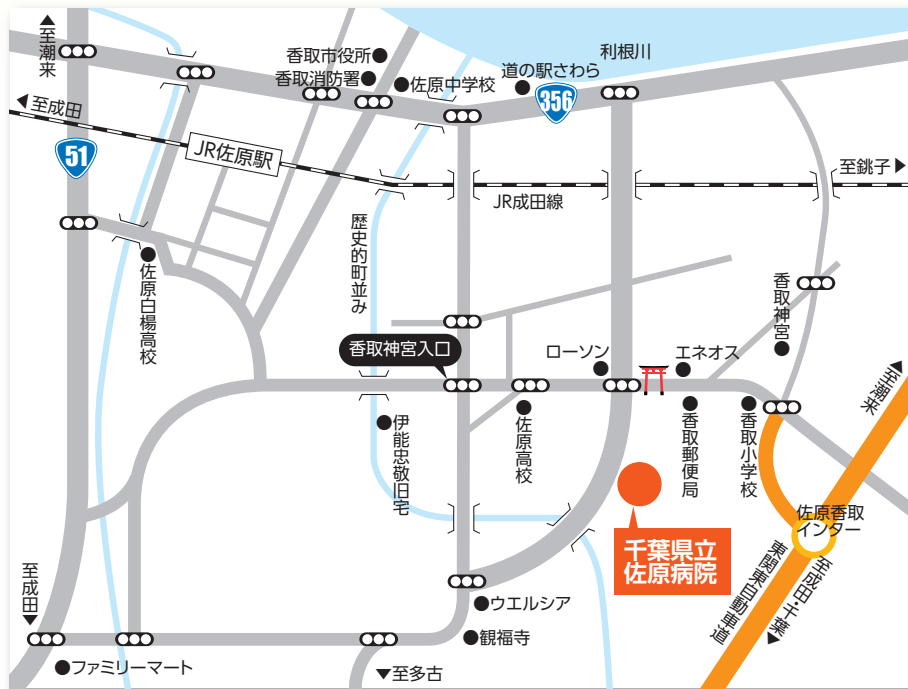 ▲至潮来
香取市役所
香取消防署
佐原中学校
道の駅さわら
利根川
356
◀至成田
51
JR佐原駅
JR成田線
至銚子▶
歴史的町並み
佐原白楊高校
香取神宮
香取神宮入口
ローソン
エネオス
伊能忠敬旧宅
佐原高校
香取郵便局
香取小学校
◀至潮来
佐原香取
インター
千葉県立
佐原病院
至成田・千葉▶
東関東自動車道
至成田▶
ウエルシア
観福寺
ファミリーマート
▼至多古